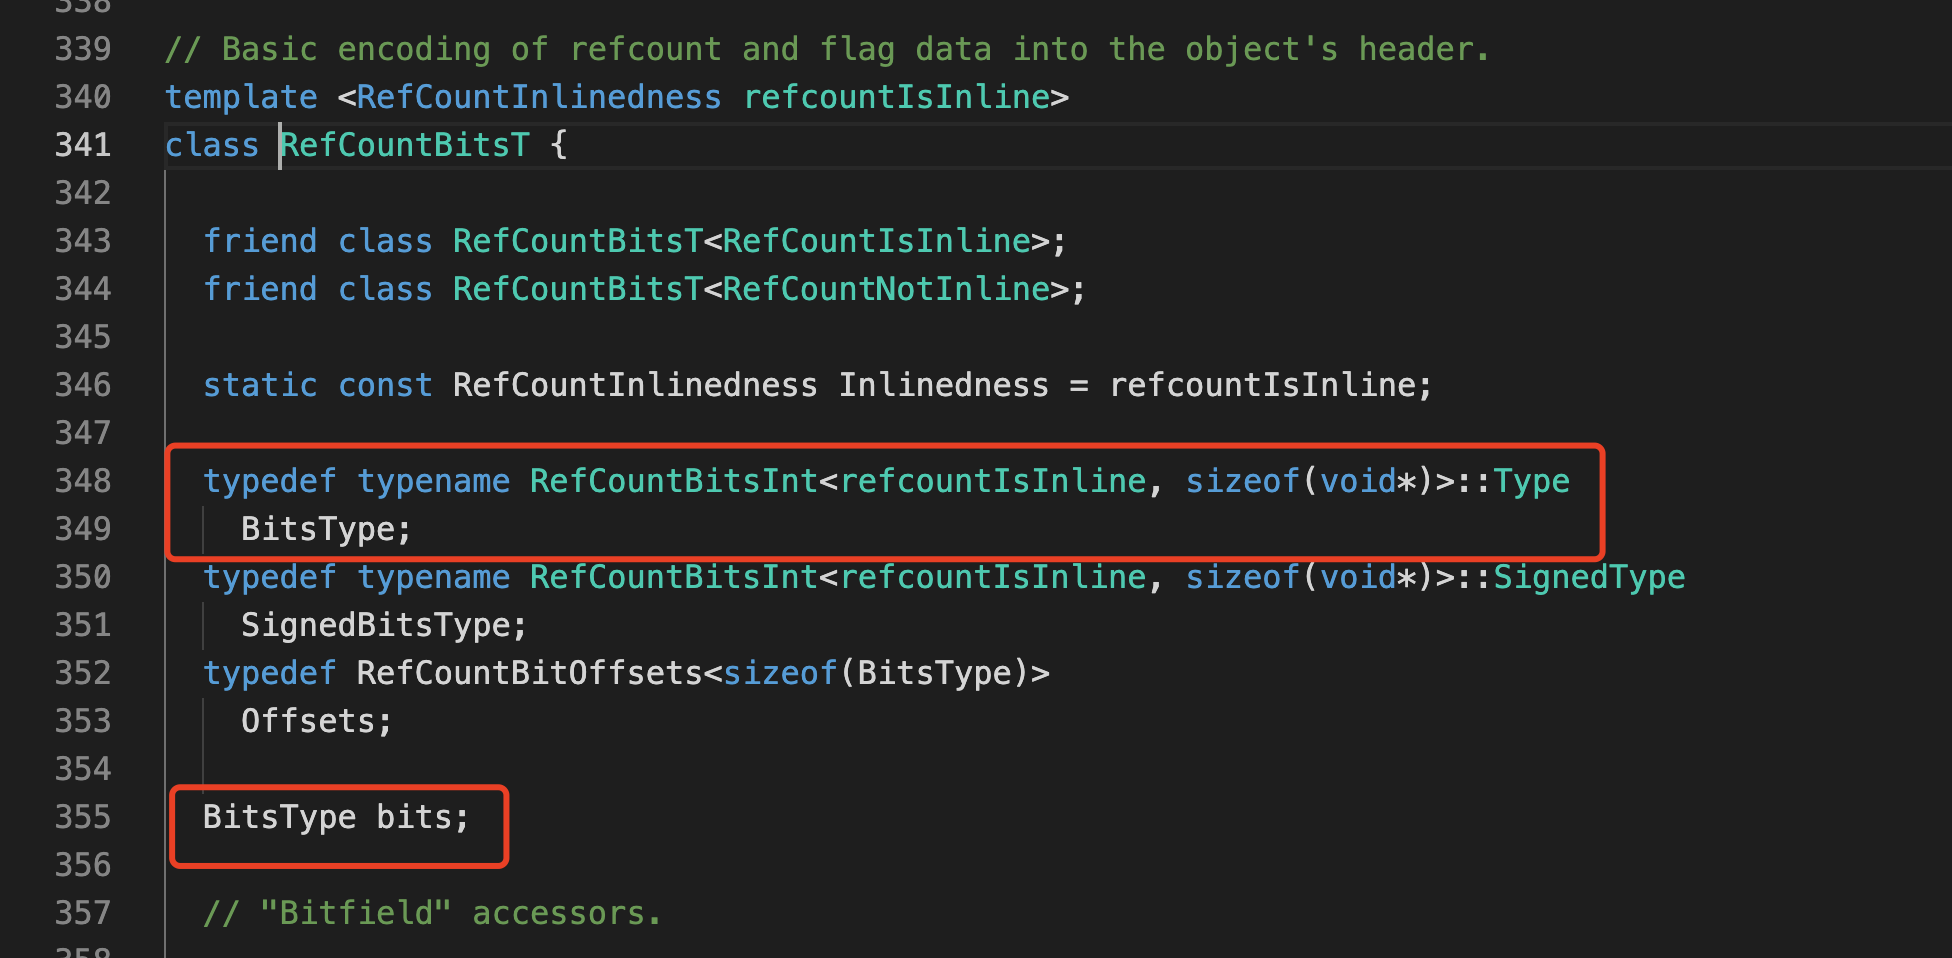 338
339 // Basic encoding of refcount and flag data into the object's header.
340 template <RefCountInlinedness refcountIsInline>
341 class RefCountBitsT {
342
343 friend class RefCountBitsT<RefCountIsInline>;
344 friend class RefCountBitsT<RefCountNotInline>;
345
346 static const RefCountInlinedness Inlinedness = refcountIsInline;
347
348 typedef typename RefCountBitsInt<refcountIsInline, sizeof(void*)>::Type
349 BitsType;
350 typedef typename RefCountBitsInt<refcountIsInline, sizeof(void*)>::SignedType
351 SignedBitsType;
352 typedef RefCountBitOffsets<sizeof(BitsType)>
353 Offsets;
354
355 BitsType bits;
356
357 // "Bitfield" accessors.
358